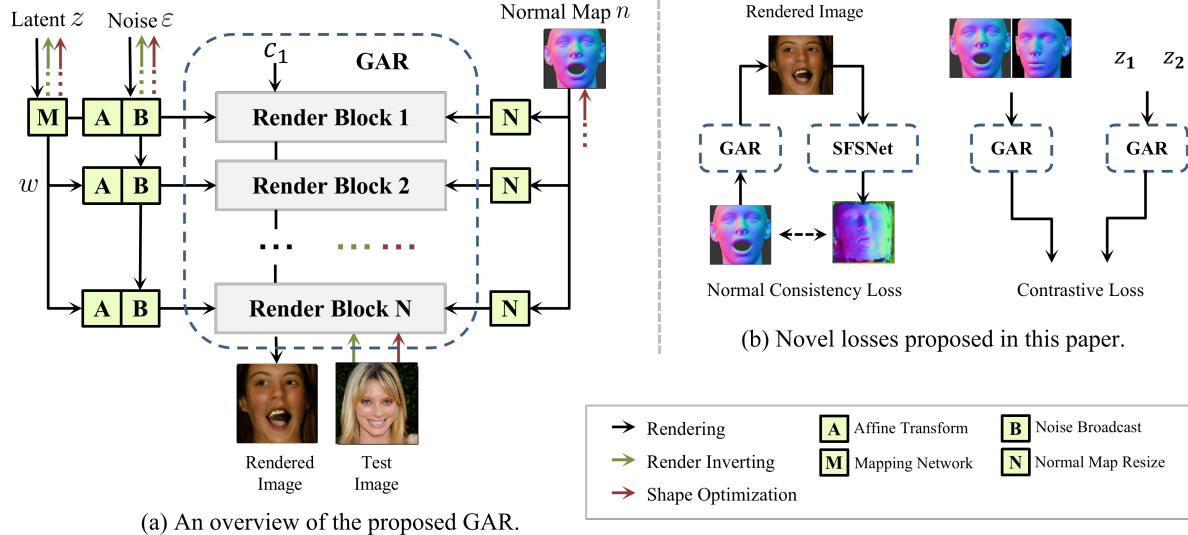 Latent z
Noise ε
Normal Map n
c1
GAR
M
A
B
Render Block 1
N
w
A
B
Render Block 2
N
A
B
Render Block N
N
Rendered
Image
Test
Image
(a) An overview of the proposed GAR.
Rendered Image
GAR
SFSNet
Normal Consistency Loss
z1
z2
GAR
GAR
Contrastive Loss
(b) Novel losses proposed in this paper.
Rendering
Render Inverting
Shape Optimization
A Affine Transform
M Mapping Network
B Noise Broadcast
N Normal Map Resize